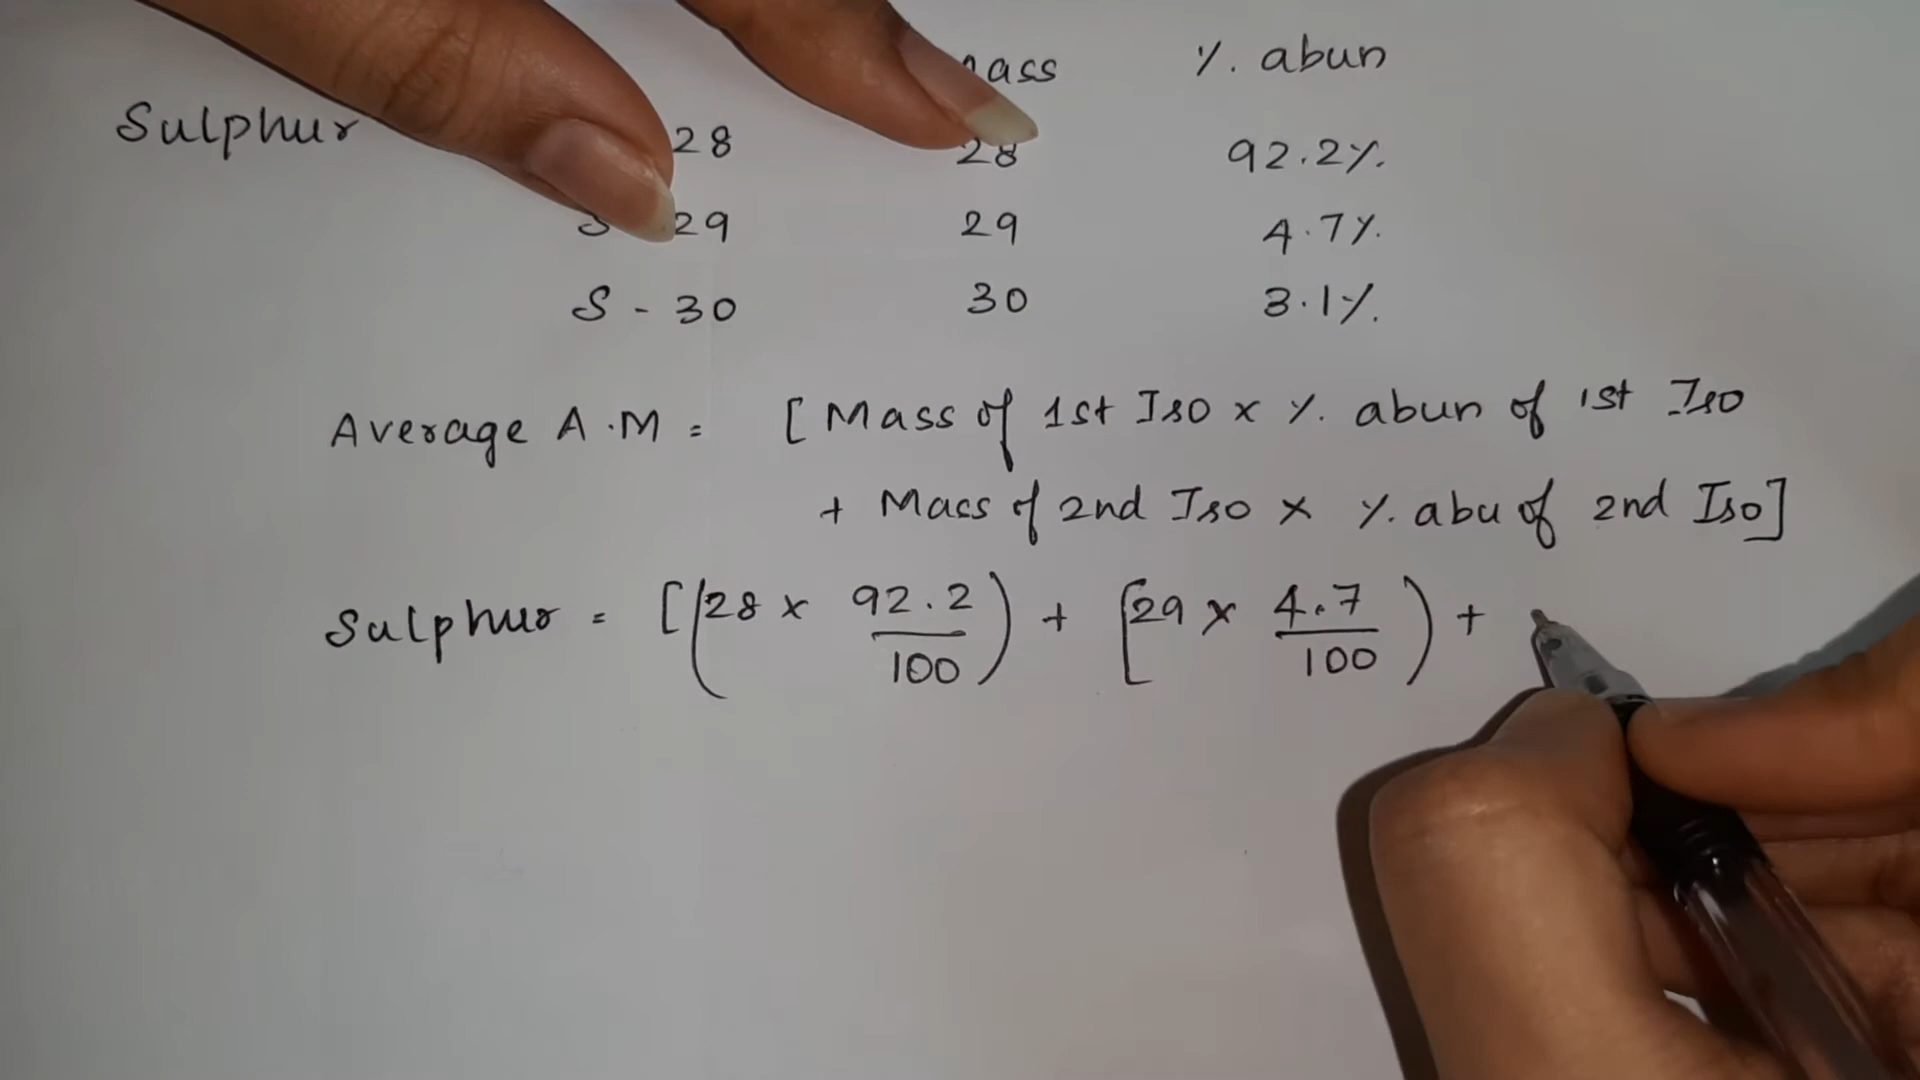 ass %. abun
Sulphur 28 28 92.2%.
S 29 29 4.7%.
S - 30 30 3.1%.
Average A.M = [ Mass of 1st Iso x %. abun of 1st Iso
+ Mass of 2nd Iso x %. abu of 2nd Iso]
Sulphur = [(28 x 92.2/100) + [29 x 4.7/100) +